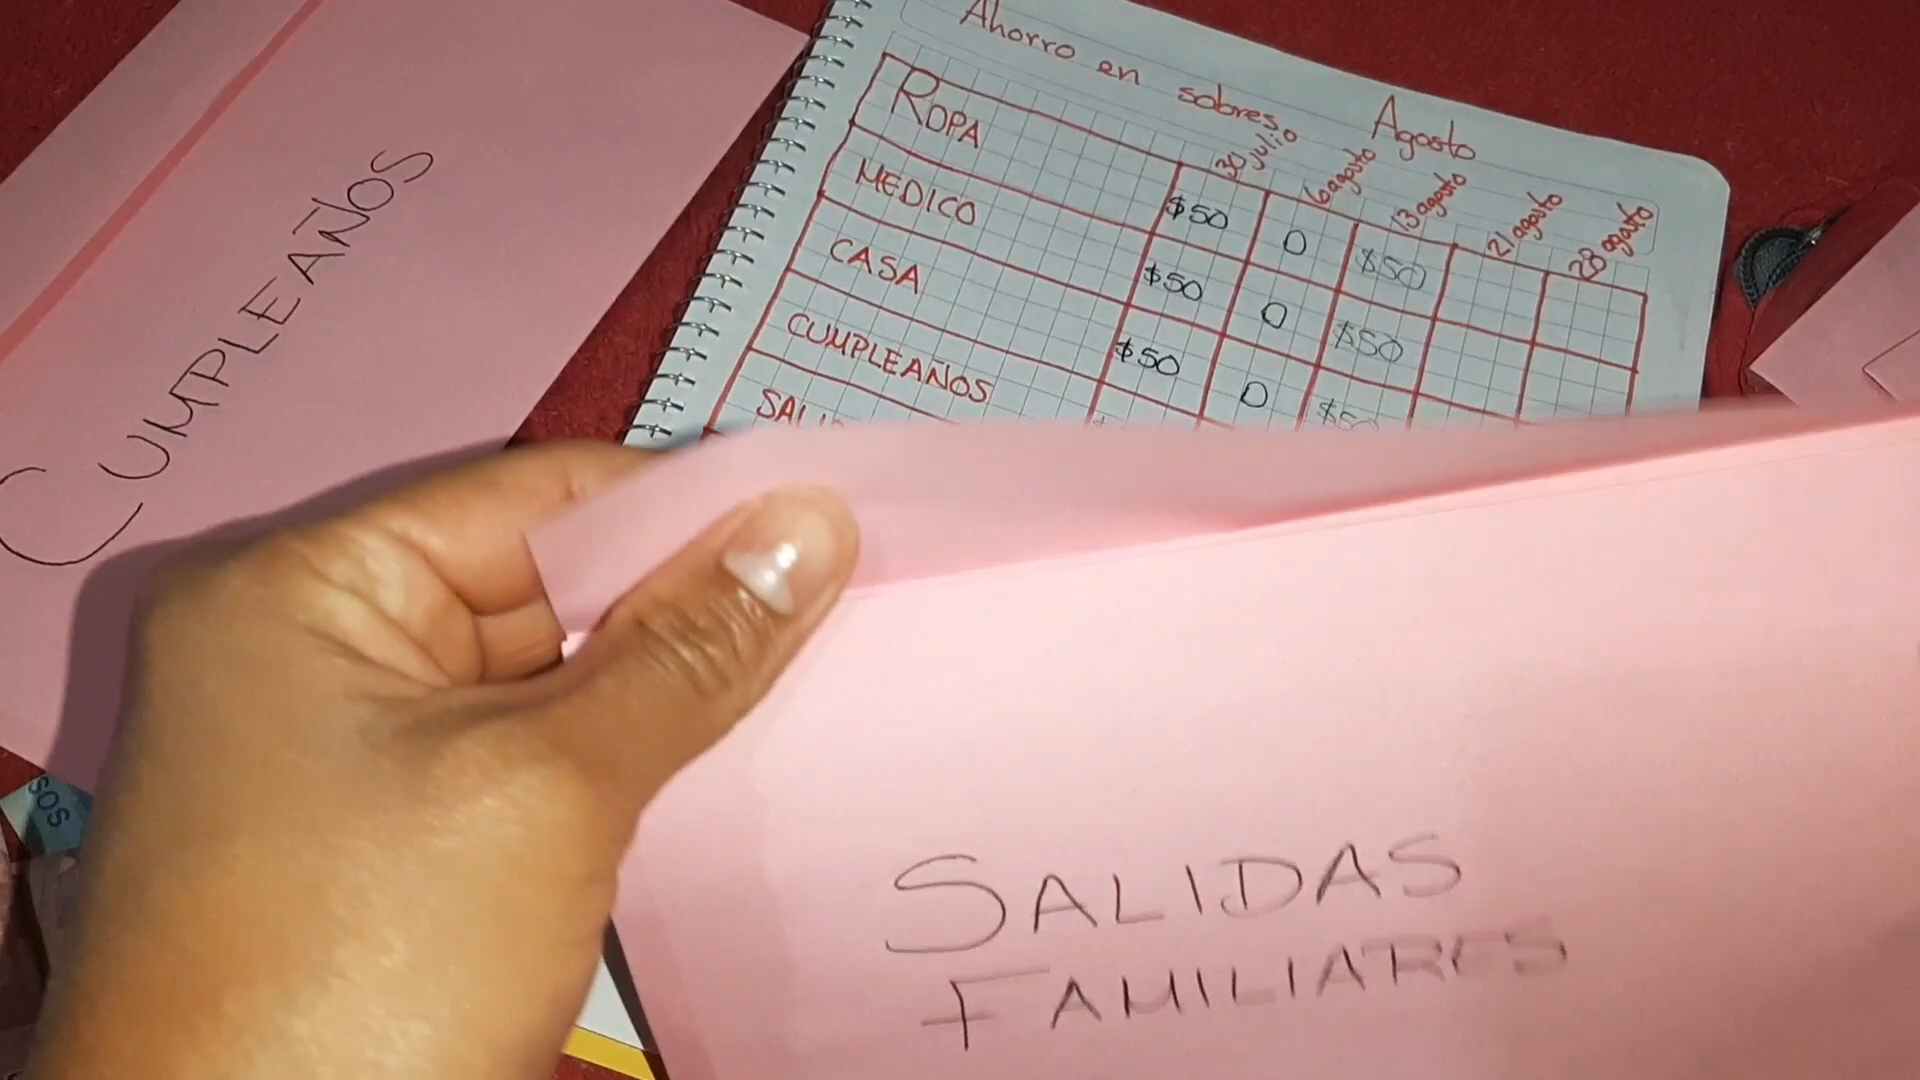 Ahorro en sobres. Agosto
30 julio 6 agosto 13 agosto 21 agosto 28 agosto
ROPA $50 0 $50
MEDICO $50 0 $50
CASA $50 0 $50
CUMPLEAÑOS
CUMPLEAÑOS
SALIDAS
FAMILIARES
SOS